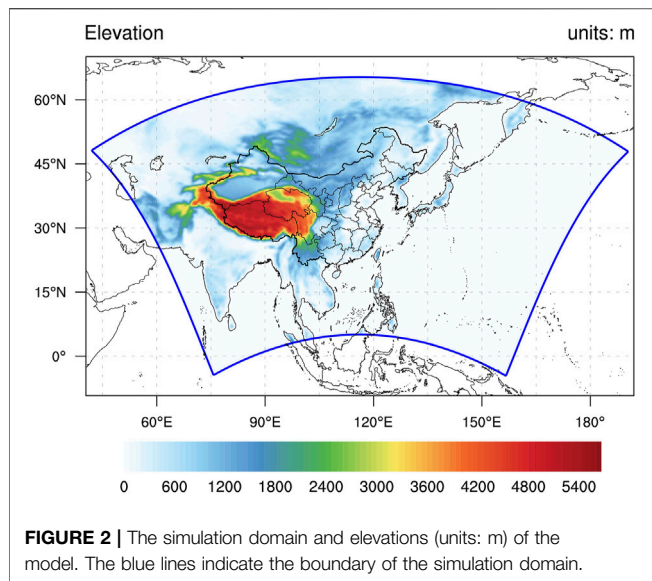 Elevation units: m
60°N
45°N
30°N
15°N
0°
60°E 90°E 120°E 150°E 180°
0 600 1200 1800 2400 3000 3600 4200 4800 5400
FIGURE 2 | The simulation domain and elevations (units: m) of the
model. The blue lines indicate the boundary of the simulation domain.